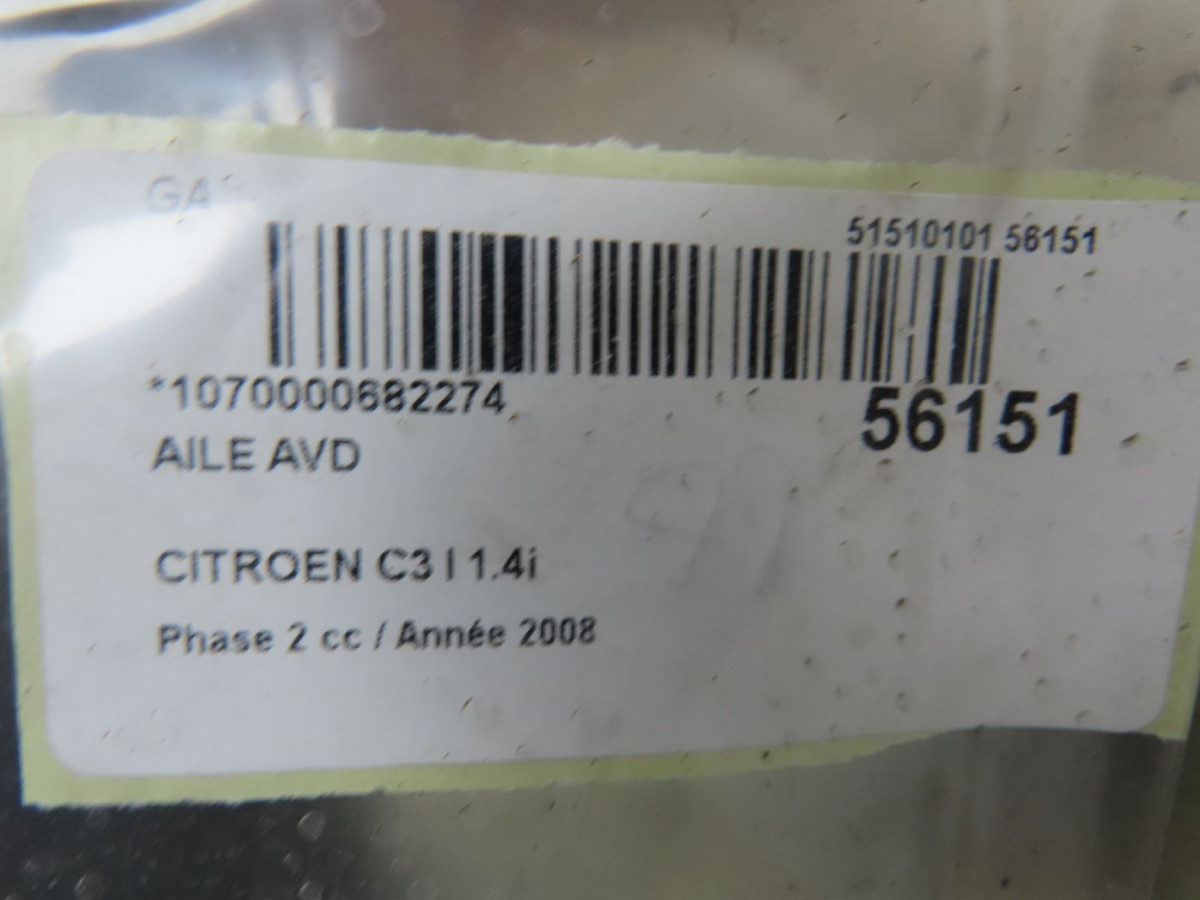 GA
51510101 56151
*1070000682274
56151
AILE AVD
CITROEN C3 I 1.4i
Phase 2 cc / Année 2008